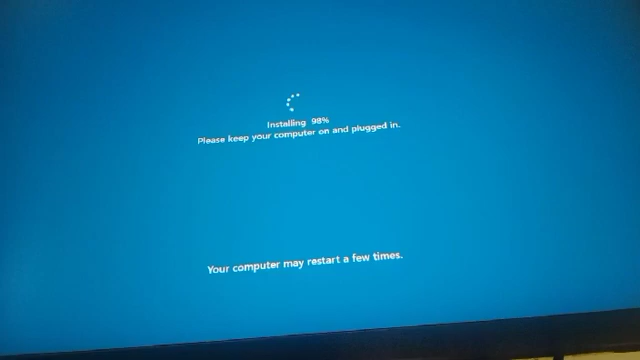 Installing 98%
Please keep your computer on and plugged in.
Your computer may restart a few times.